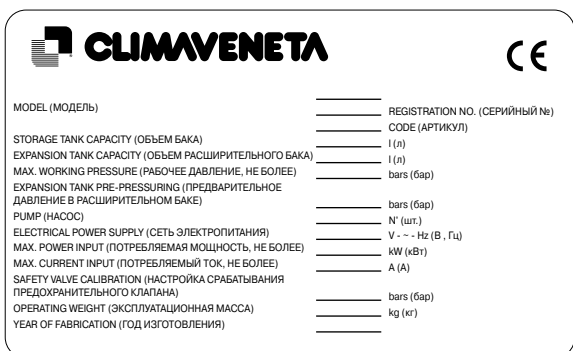 CLIMAVENETA
CE
MODEL (МОДЕЛЬ)
REGISTRATION NO. (СЕРИЙНЫЙ №)
CODE (АРТИКУЛ)
STORAGE TANK CAPACITY (ОБЪЕМ БАКА) l (л)
EXPANSION TANK CAPACITY (ОБЪЕМ РАСШИРИТЕЛЬНОГО БАКА) l (л)
MAX. WORKING PRESSURE (РАБОЧЕЕ ДАВЛЕНИЕ, НЕ БОЛЕЕ) bars (бар)
EXPANSION TANK PRE-PRESSURING (ПРЕДВАРИТЕЛЬНОЕ
ДАВЛЕНИЕ В РАСШИРИТЕЛЬНОМ БАКЕ) bars (бар)
PUMP (НАСОС) N° (шт.)
ELECTRICAL POWER SUPPLY (СЕТЬ ЭЛЕКТРОПИТАНИЯ) V - ~ - Hz (В , Гц)
MAX. POWER INPUT (ПОТРЕБЛЯЕМАЯ МОЩНОСТЬ, НЕ БОЛЕЕ) kW (кВт)
MAX. CURRENT INPUT (ПОТРЕБЛЯЕМЫЙ ТОК, НЕ БОЛЕЕ) A (А)
SAFETY VALVE CALIBRATION (НАСТРОЙКА СРАБАТЫВАНИЯ
ПРЕДОХРАНИТЕЛЬНОГО КЛАПАНА) bars (бар)
OPERATING WEIGHT (ЭКСПЛУАТАЦИОННАЯ МАССА) kg (кг)
YEAR OF FABRICATION (ГОД ИЗГОТОВЛЕНИЯ)